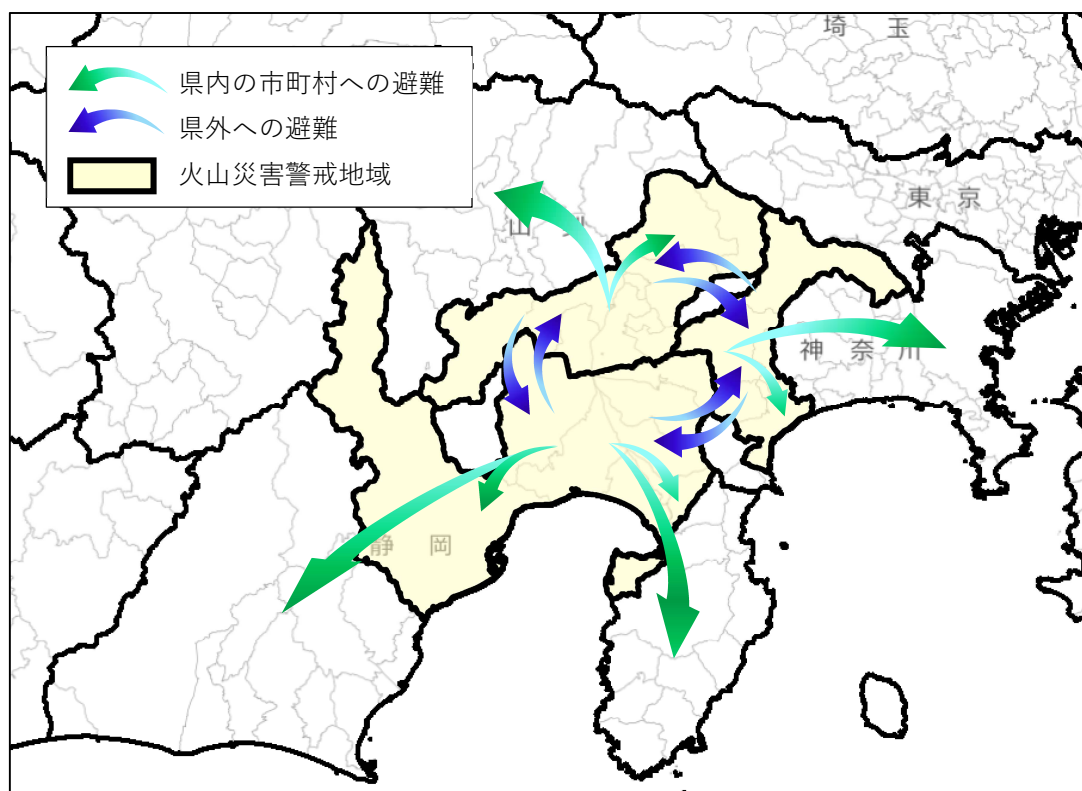 埼 玉
県内の市町村への避難
県外への避難
火山災害警戒地域
東 京
山 梨
神 奈 川
静 岡